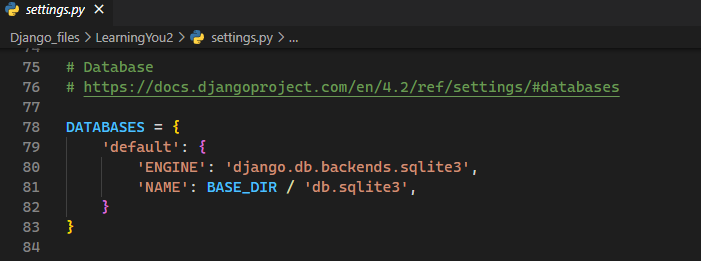 settings.py ×
Django_files > LearningYou2 > settings.py > ...
74
75 # Database
76 # https://docs.djangoproject.com/en/4.2/ref/settings/#databases
77
78 DATABASES = {
79     'default': {
80         'ENGINE': 'django.db.backends.sqlite3',
81         'NAME': BASE_DIR / 'db.sqlite3',
82     }
83 }
84